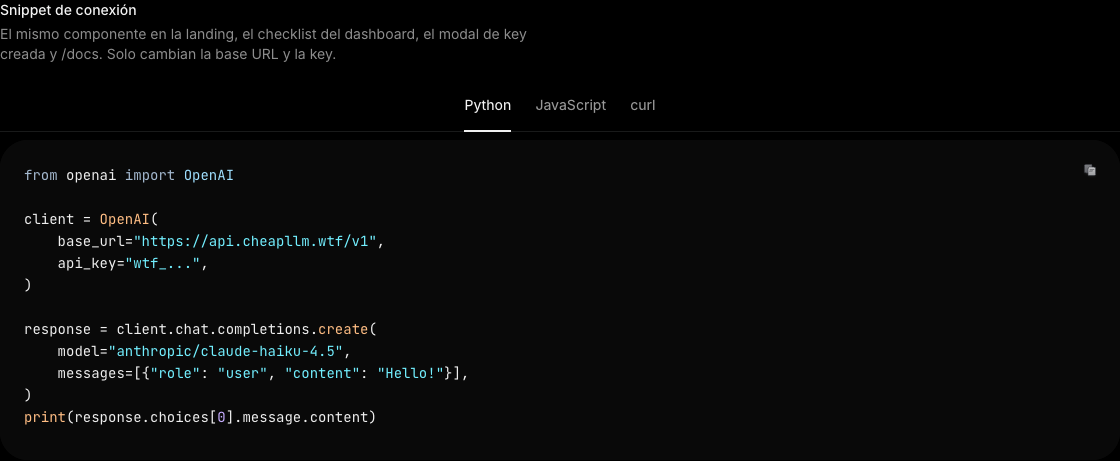 Snippet de conexión
El mismo componente en la landing, el checklist del dashboard, el modal de key
creada y /docs. Solo cambian la base URL y la key.
Python JavaScript curl
from openai import OpenAI
client = OpenAI(
    base_url="https://api.cheapllm.wtf/v1",
    api_key="wtf_...",
)
response = client.chat.completions.create(
    model="anthropic/claude-haiku-4.5",
    messages=[{"role": "user", "content": "Hello!"}],
)
print(response.choices[0].message.content)